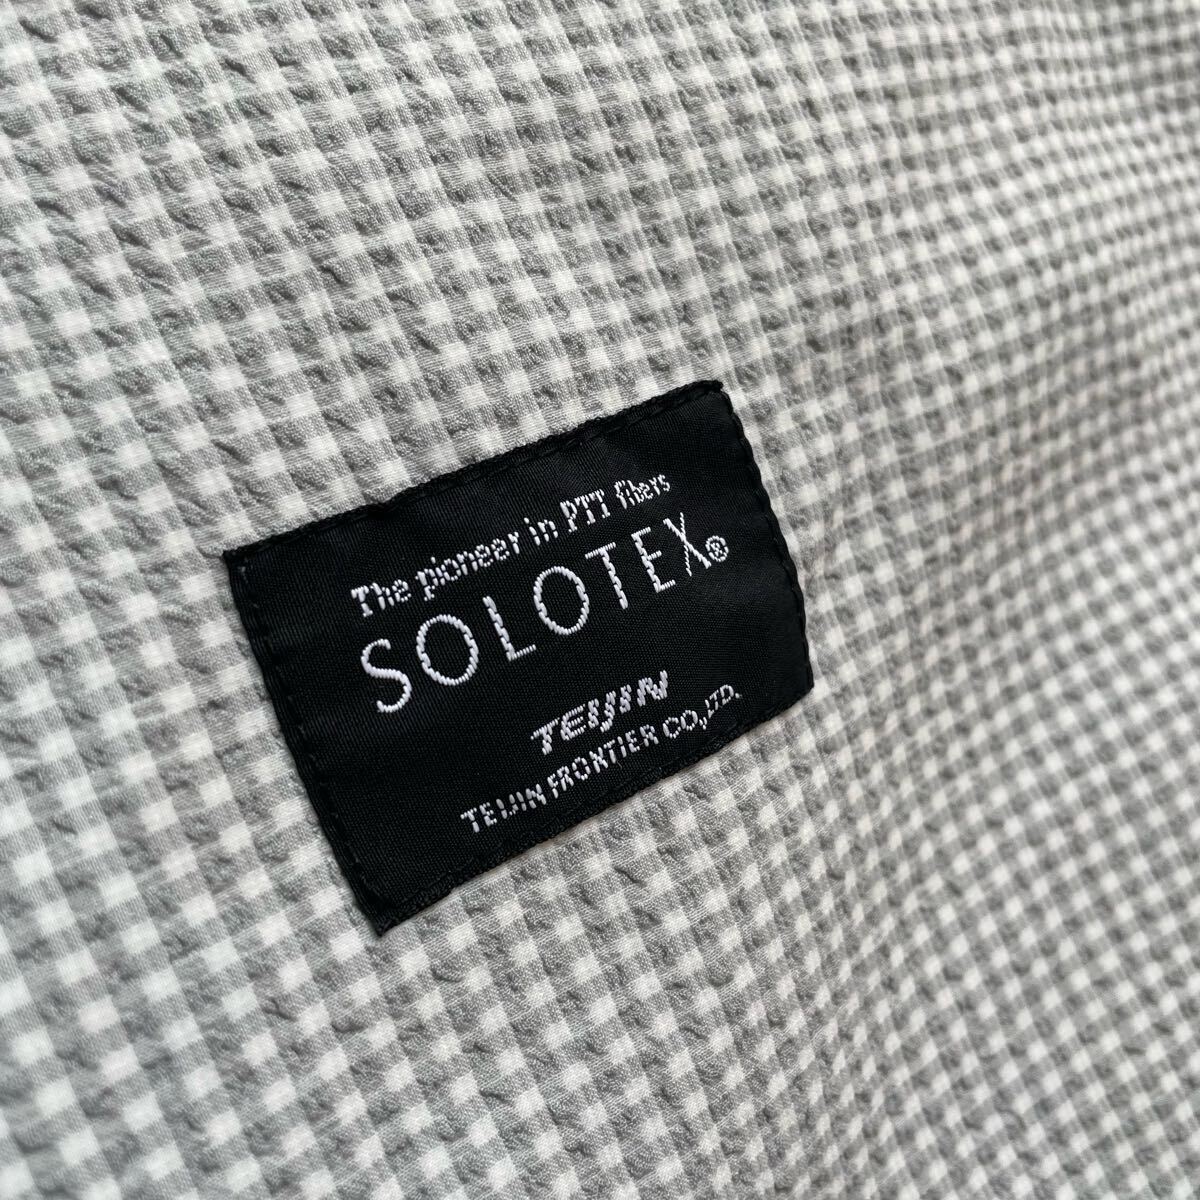 The pioneer in PTT fibers
SOLOTEX®
TEIJIN
TEIJIN FRONTIER CO.,LTD.